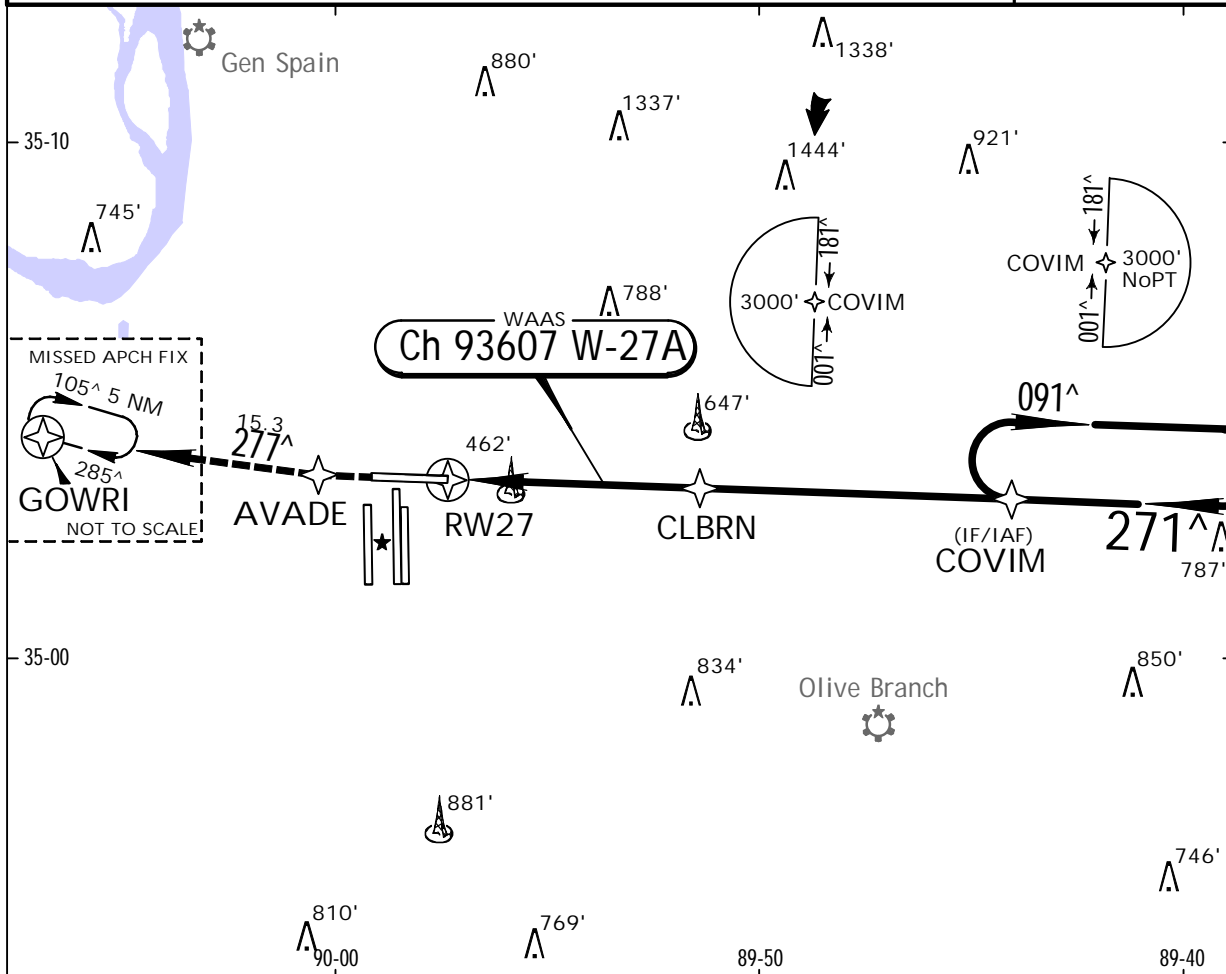 Gen Spain
880'
1338'
1337'
35-10
1444'
921'
745'
181^
181^
COVIM
3000'
NoPT
3000'
COVIM
001^
001^
788'
WAAS
Ch 93607 W-27A
MISSED APCH FIX
105^ 5 NM
647'
091^
15.3
277^
462'
285^
GOWRI
AVADE
RW27
CLBRN
(IF/IAF)
COVIM
271^
NOT TO SCALE
787'
35-00
834'
850'
Olive Branch
881'
746'
810'
769'
90-00
89-50
89-40